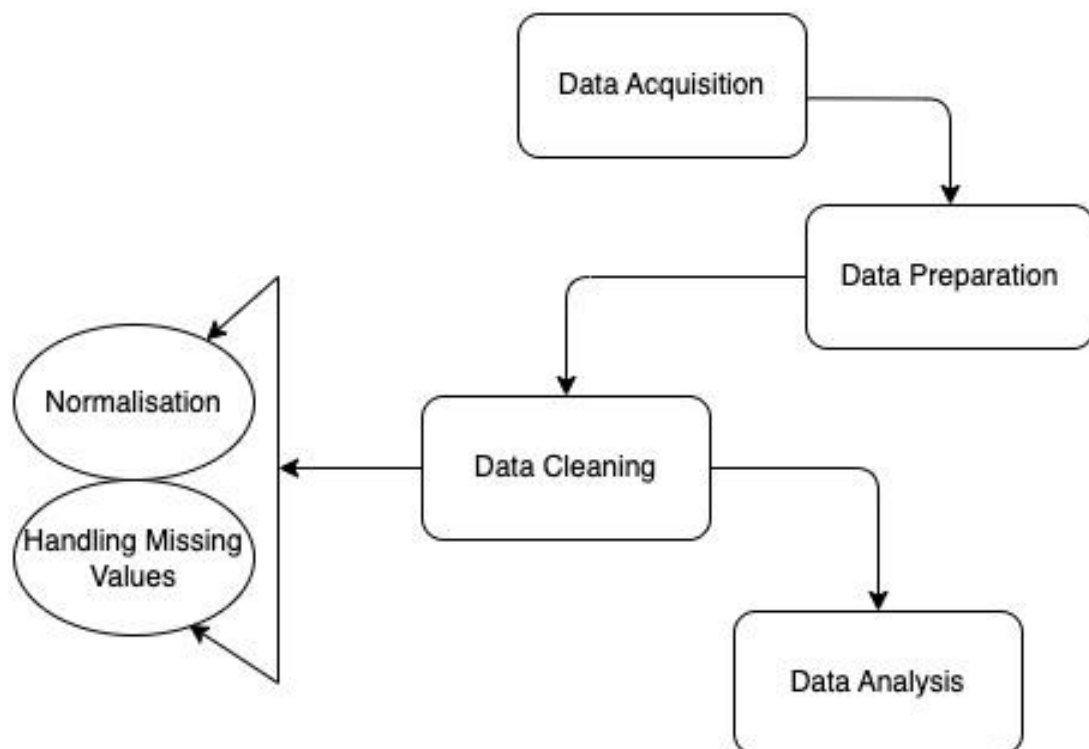 Data Acquisition
Data Preparation
Normalisation
Data Cleaning
Handling Missing
Values
Data Analysis